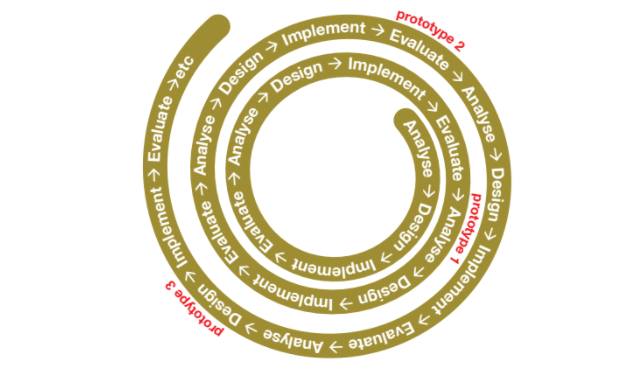 Analyse → Design → Implement → Evaluate → Analyse → Design → Implement → Evaluate → Analyse → Design → Implement → Evaluate → Analyse → Design → Implement → Evaluate → Analyse → Design → Implement → Evaluate → Analyse → Design → Implement → Evaluate →etc
prototype 1
prototype 2
prototype 3